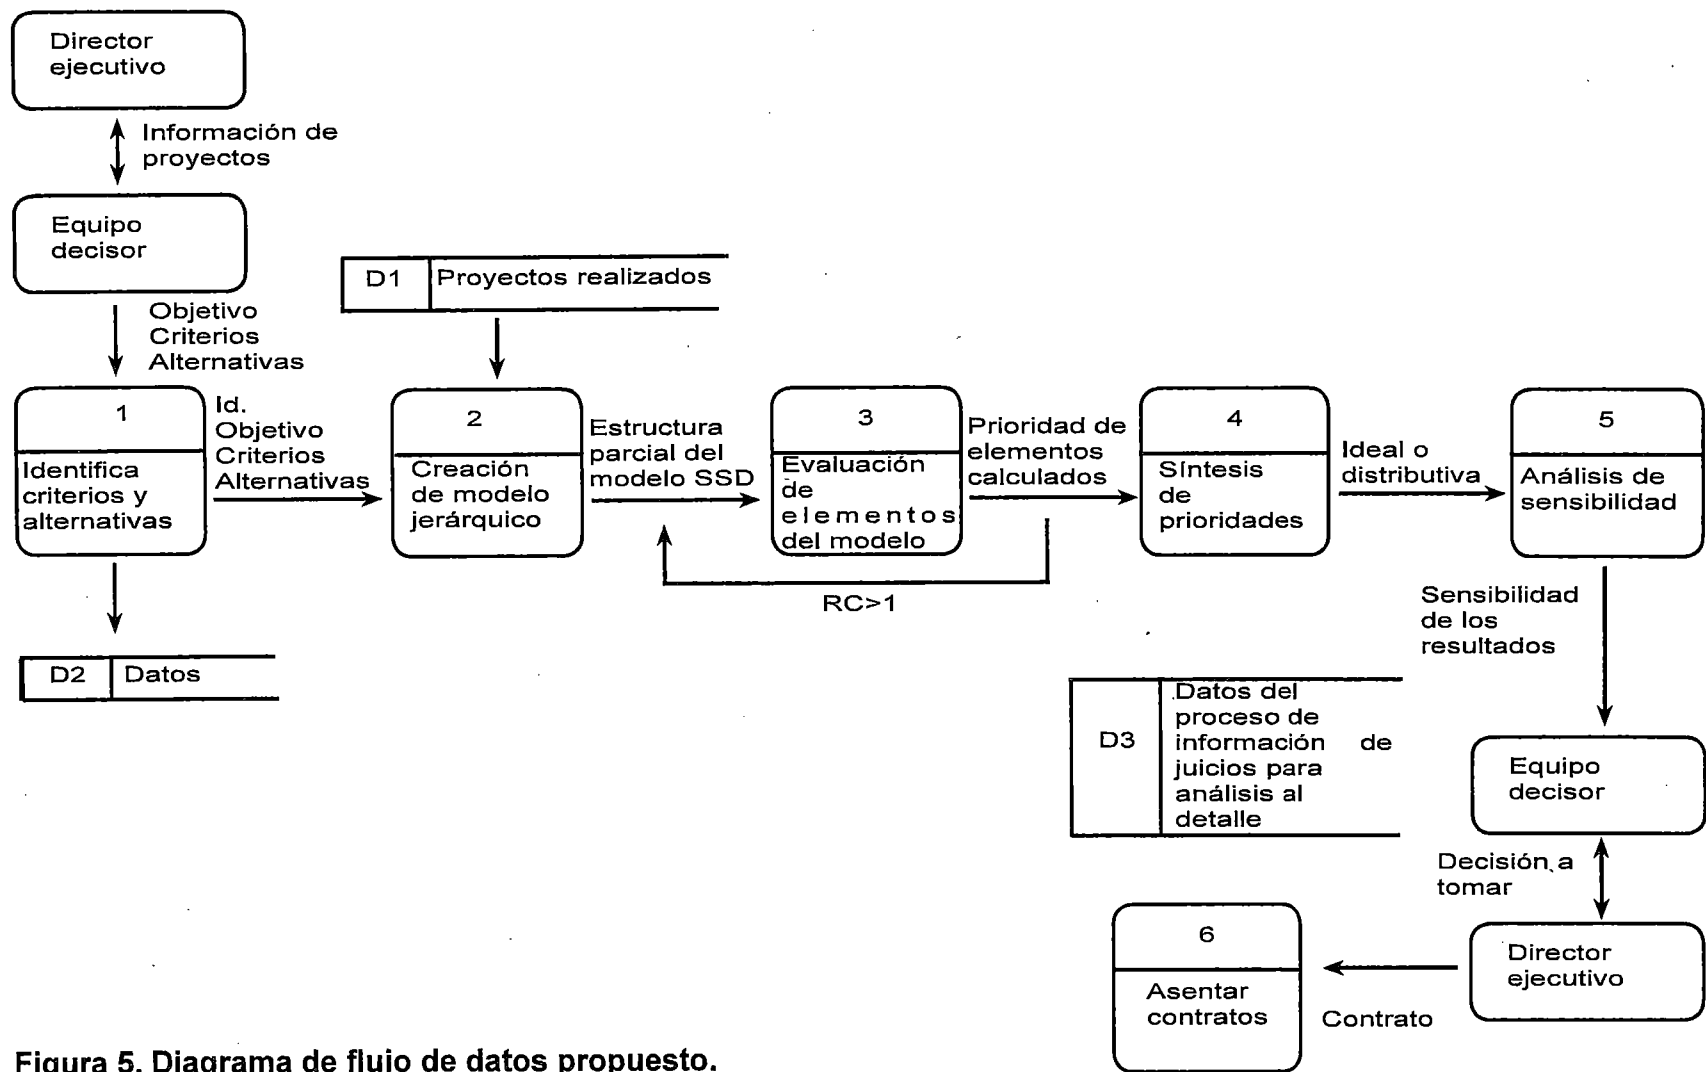 Director
ejecutivo
Información de
proyectos
Equipo
decisor
Objetivo
Criterios
Alternativas
D1 Proyectos realizados
1
Identifica
criterios y
alternativas
Id.
Objetivo
Criterios
Alternativas
2
Creación
de modelo
jerárquico
Estructura
parcial del
modelo SSD
3
Evaluación
de
elementos
del modelo
Prioridad de
elementos
calculados
4
Síntesis
de
prioridades
Ideal o
distributiva
5
Análisis de
sensibilidad
RC>1
D2 Datos
Sensibilidad
de los
resultados
D3
Datos del
proceso de
información de
juicios para
análisis al
detalle
Equipo
decisor
Decisión a
tomar
Director
ejecutivo
Contrato
6
Asentar
contratos
Figura 5. Diagrama de flujo de datos propuesto.